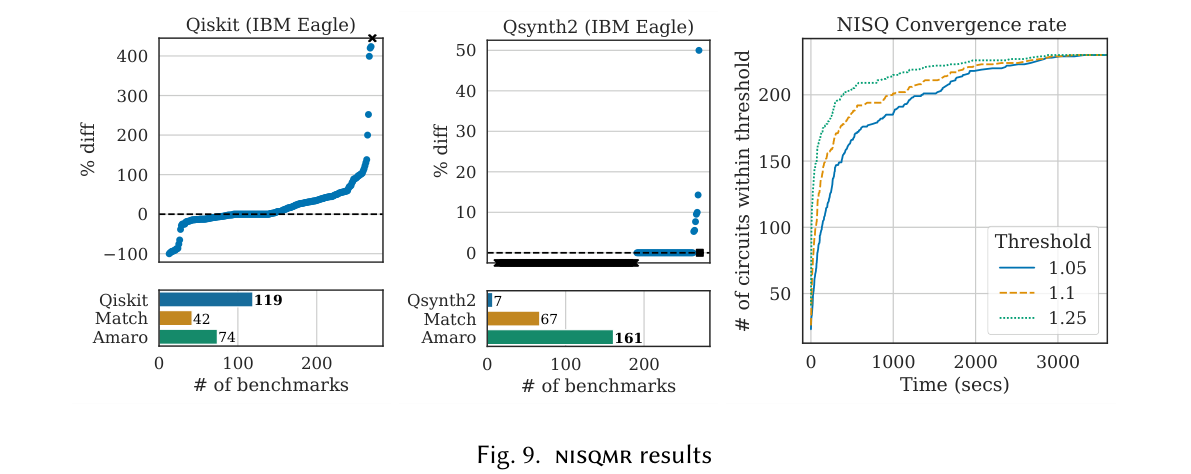 Qiskit (IBM Eagle)
% diff
400
300
200
100
0
−100
Qiskit 119
Match 42
Amaro 74
0 100 200
# of benchmarks
Qsynth2 (IBM Eagle)
% diff
50
40
30
20
10
0
Qsynth2 7
Match 67
Amaro 161
0 100 200
# of benchmarks
NISQ Convergence rate
# of circuits within threshold
200
150
100
50
Threshold
1.05
1.1
1.25
0 1000 2000 3000
Time (secs)
Fig. 9. NISQMR results